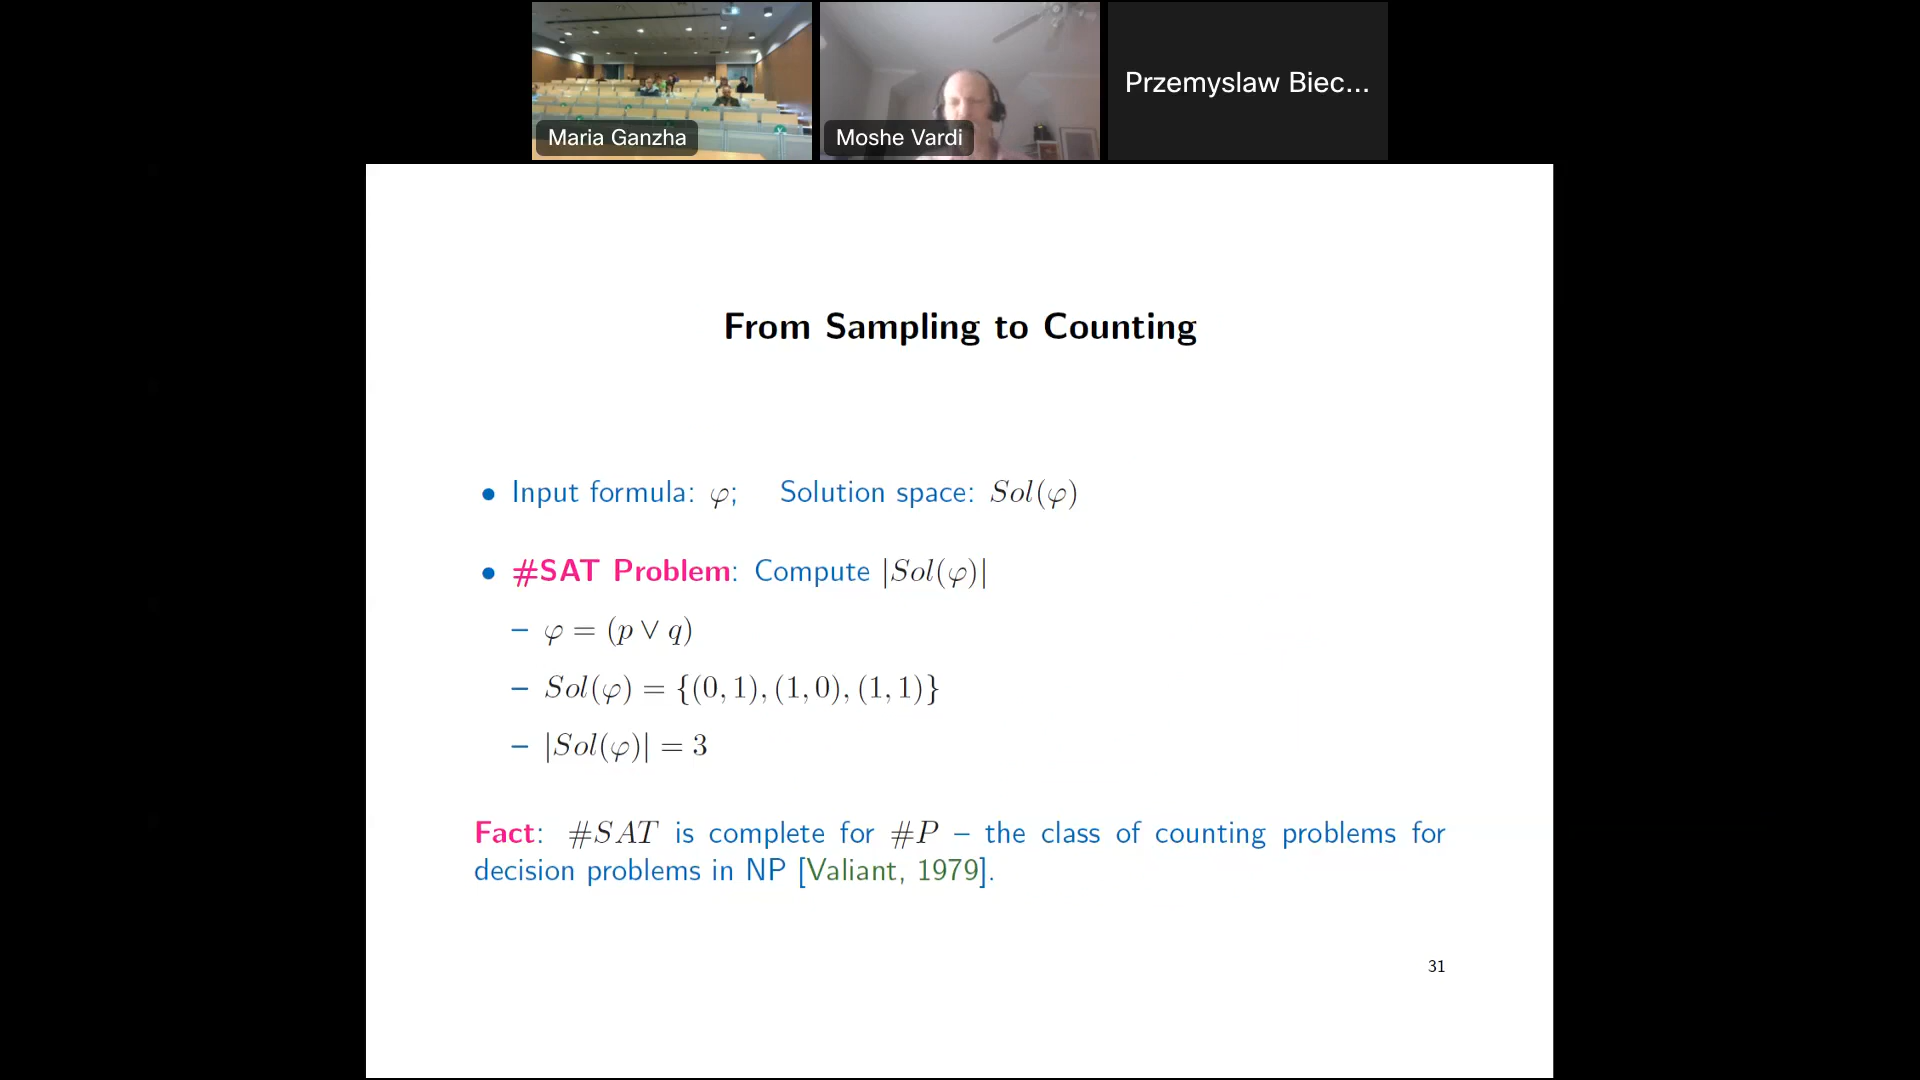 Maria Ganzha
Moshe Vardi
Przemyslaw Biec...
From Sampling to Counting
• Input formula: φ; Solution space: Sol(φ)
• #SAT Problem: Compute |Sol(φ)|
– φ = (p ∨ q)
– Sol(φ) = {(0, 1), (1, 0), (1, 1)}
– |Sol(φ)| = 3
Fact: #SAT is complete for #P – the class of counting problems for
decision problems in NP [Valiant, 1979].
31